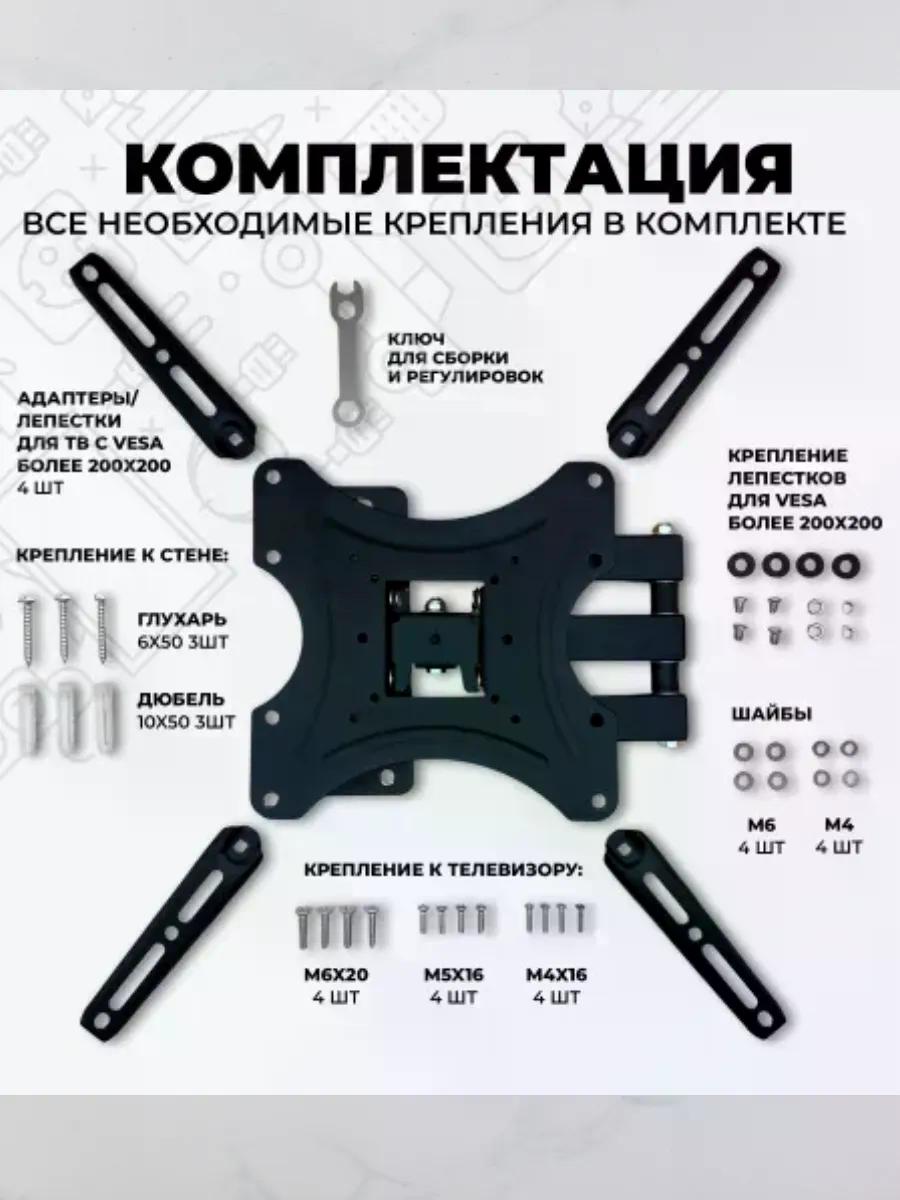 КОМПЛЕКТАЦИЯ
ВСЕ НЕОБХОДИМЫЕ КРЕПЛЕНИЯ В КОМПЛЕКТЕ
КЛЮЧ
ДЛЯ СБОРКИ
И РЕГУЛИРОВОК
АДАПТЕРЫ/
ЛЕПЕСТКИ
ДЛЯ ТВ С VESA
БОЛЕЕ 200Х200
4 ШТ
КРЕПЛЕНИЕ
ЛЕПЕСТКОВ
ДЛЯ VESA
БОЛЕЕ 200Х200
КРЕПЛЕНИЕ К СТЕНЕ:
ГЛУХАРЬ
6Х50 3ШТ
ДЮБЕЛЬ
10Х50 3ШТ
ШАЙБЫ
М6
4 ШТ
М4
4 ШТ
КРЕПЛЕНИЕ К ТЕЛЕВИЗОРУ:
М6Х20
4 ШТ
М5Х16
4 ШТ
М4Х16
4 ШТ